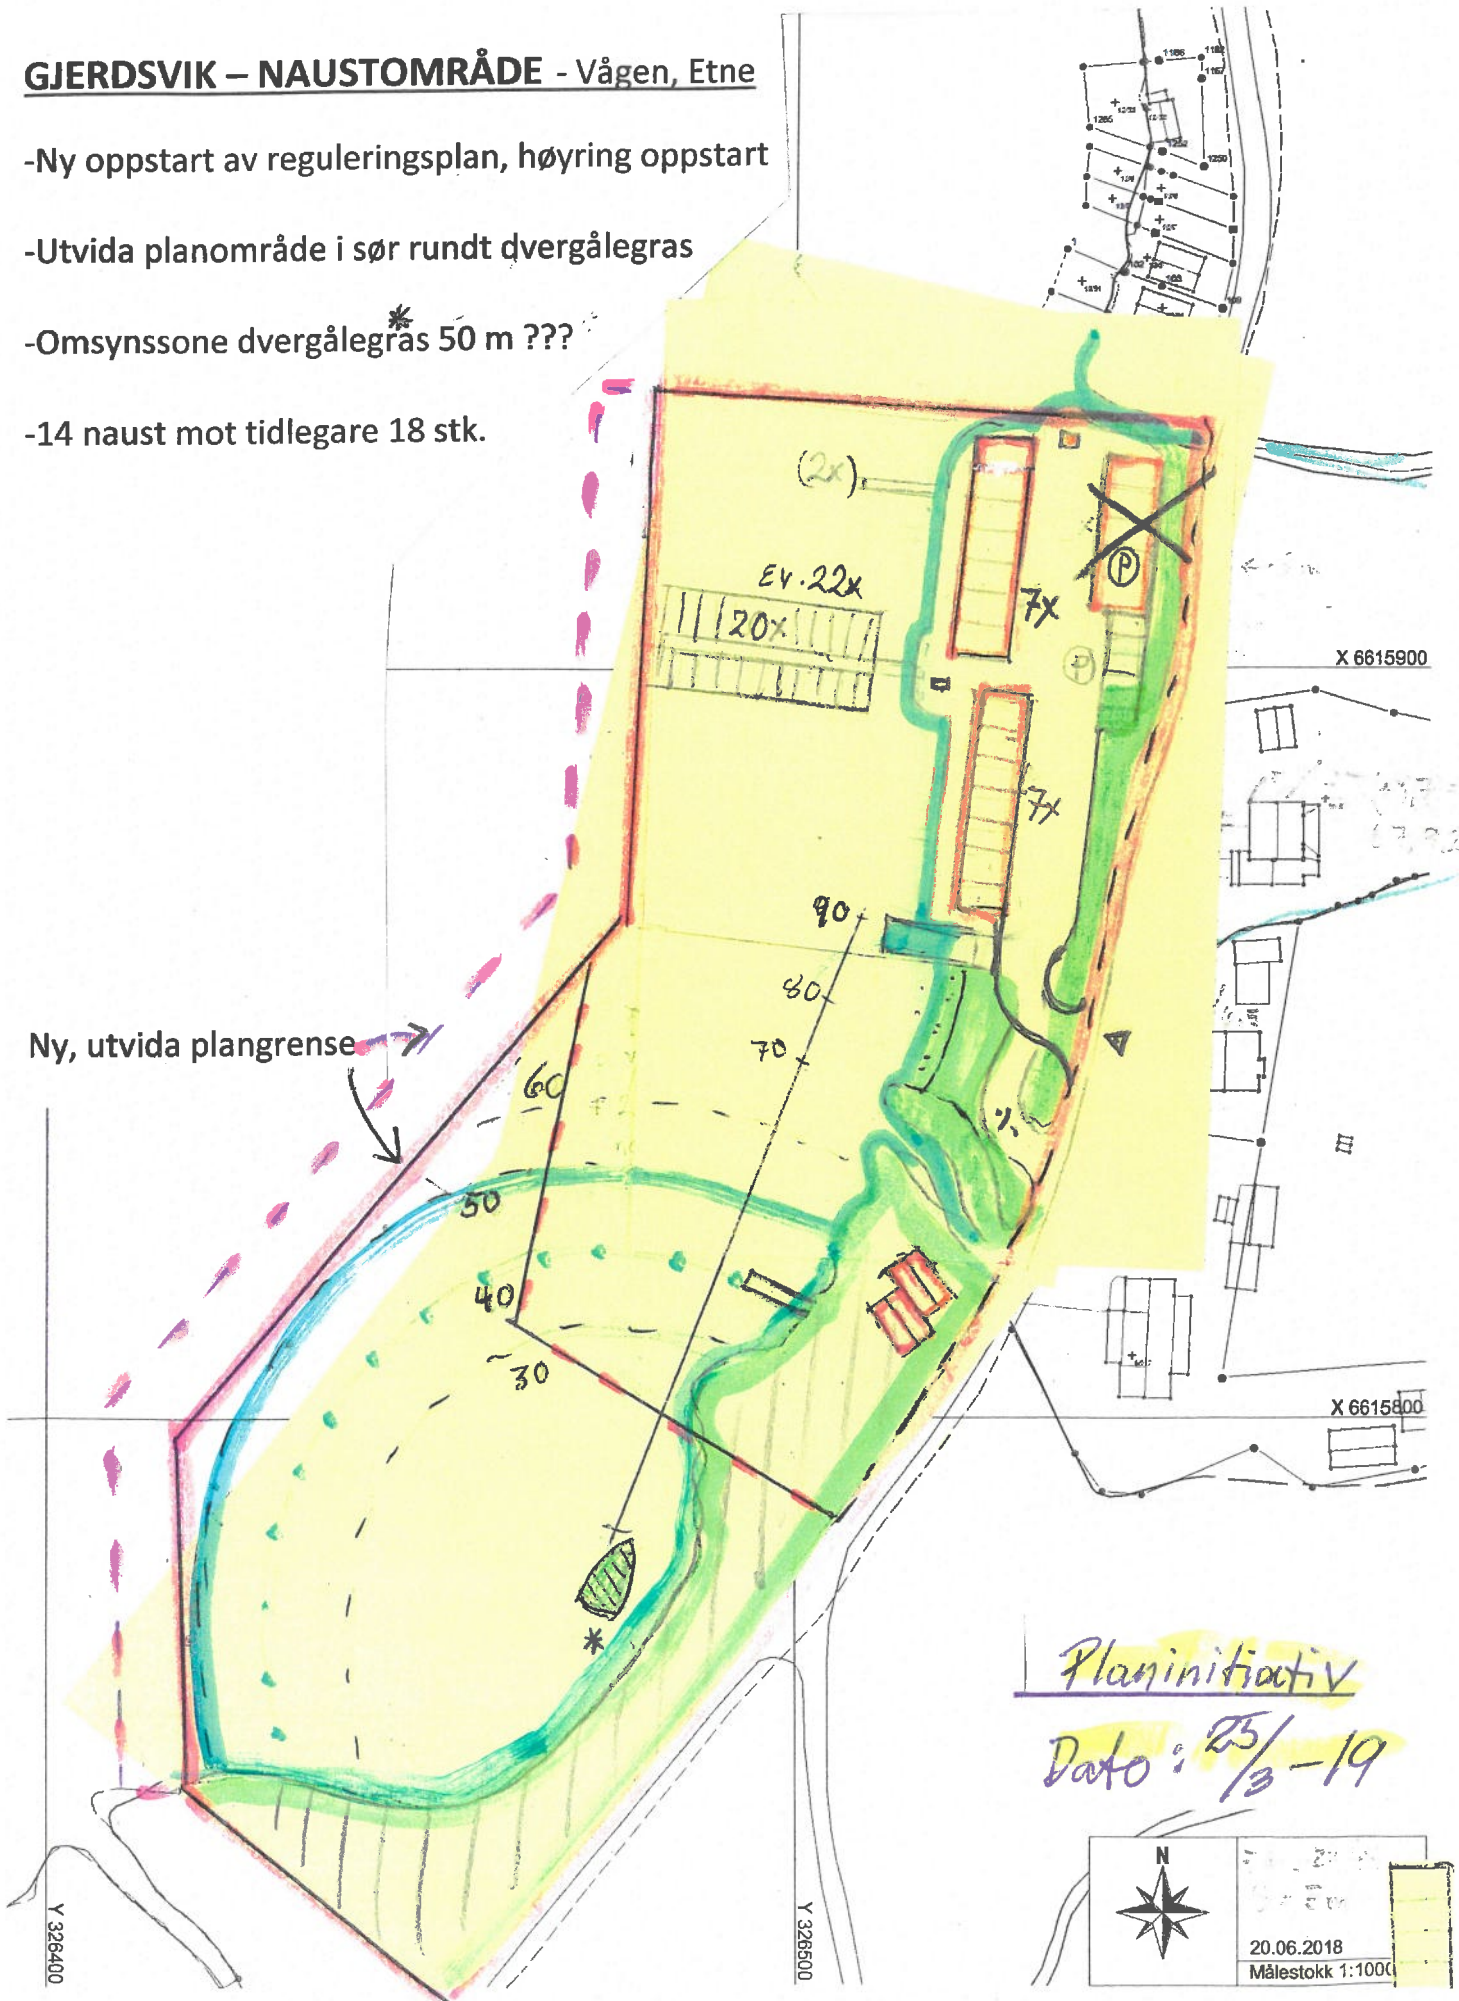 GJERDSVIK – NAUSTOMRÅDE - Vågen, Etne
-Ny oppstart av reguleringsplan, høyring oppstart
-Utvida planområde i sør rundt dvergålegras
*
-Omsynssone dvergålegras 50 m ???
-14 naust mot tidlegare 18 stk.
(2x)
P
Ev. 22x
20x
7x
P
X 6615900
7x
90
80
70
Ny, utvida plangrense
60
50
40
30
X 6615800
*
Planinitiativ
Dato: 25/3-19
N
20.06.2018
Målestokk 1:1000
Y 326400
Y 326500